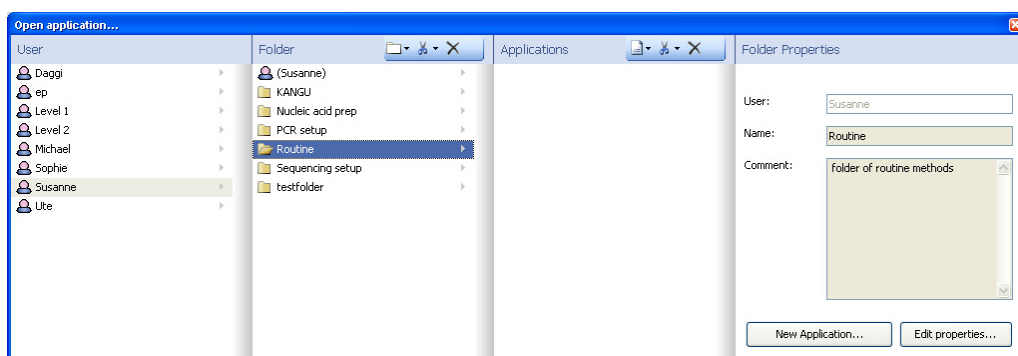 Open application...
User
Daggi
ep
Level 1
Level 2
Michael
Sophie
Susanne
Ute
Folder
(Susanne)
KANGU
Nucleic acid prep
PCR setup
Routine
Sequencing setup
testfolder
Applications
Folder Properties
User: Susanne
Name: Routine
Comment: folder of routine methods
New Application... Edit properties...